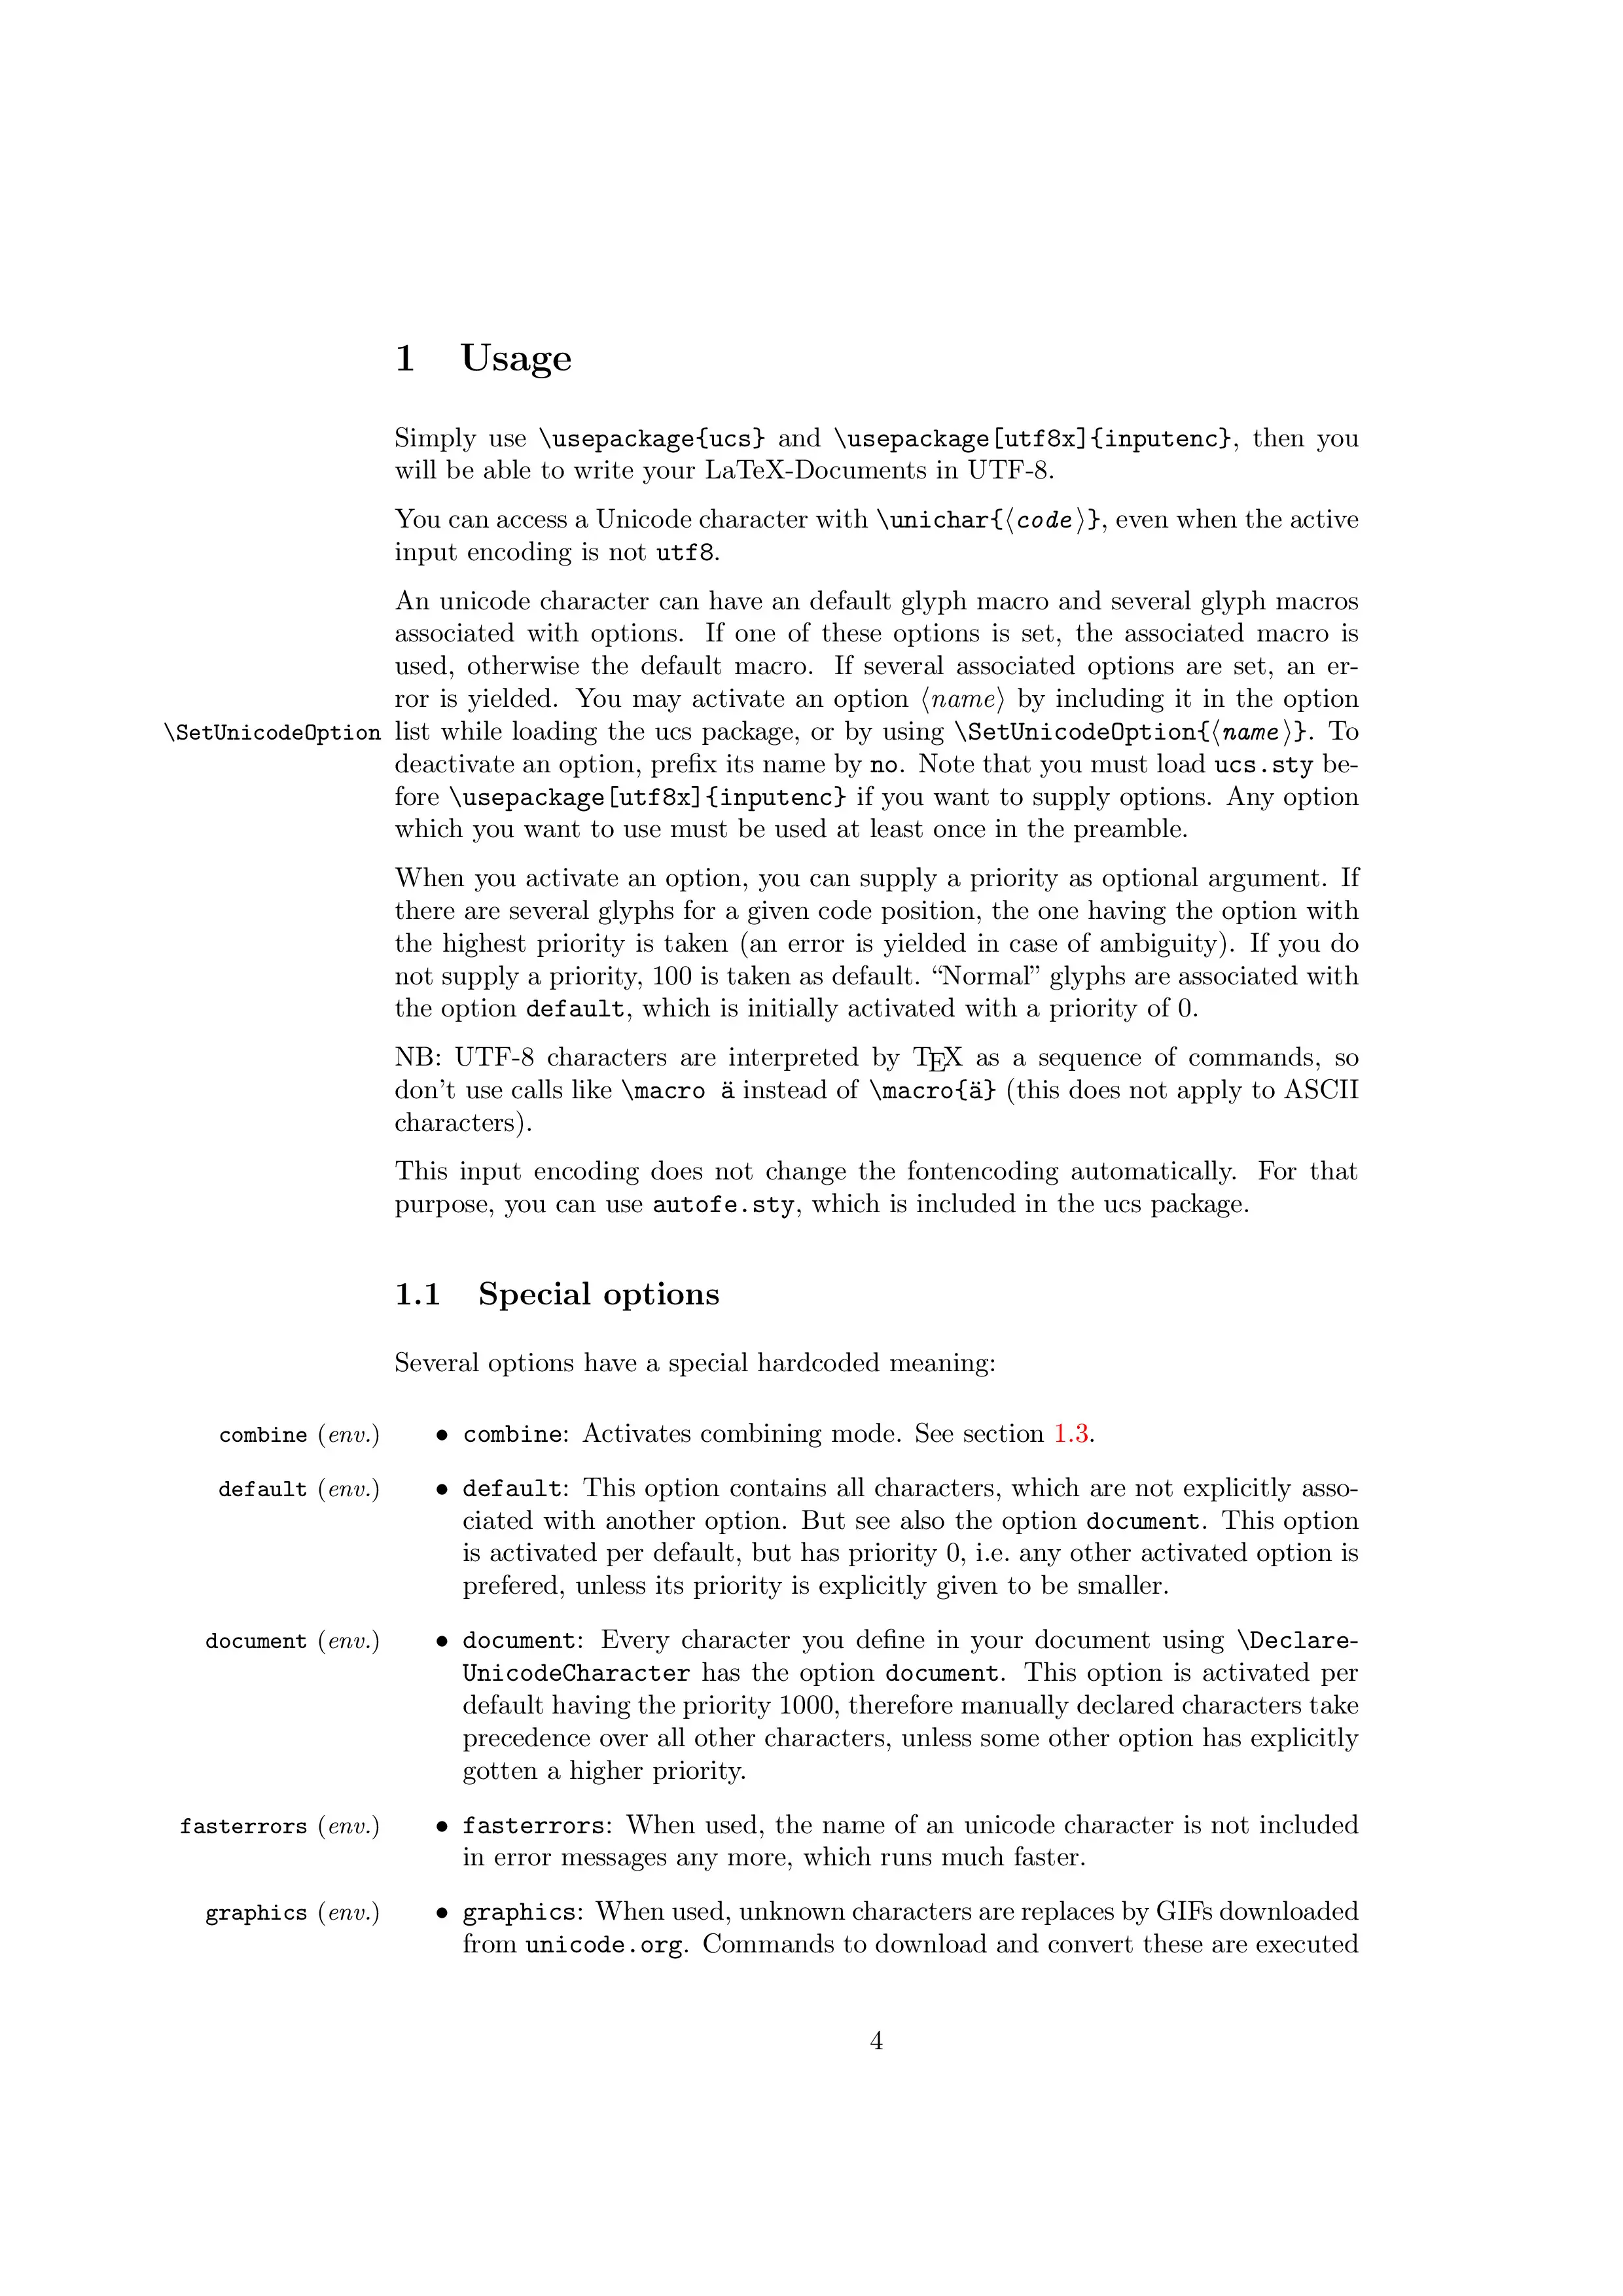 1 Usage
Simply use \usepackage{ucs} and \usepackage[utf8x]{inputenc}, then you
will be able to write your LaTeX-Documents in UTF-8.
You can access a Unicode character with \unichar{⟨code⟩}, even when the active
input encoding is not utf8.
An unicode character can have an default glyph macro and several glyph macros
associated with options. If one of these options is set, the associated macro is
used, otherwise the default macro. If several associated options are set, an er-
ror is yielded. You may activate an option ⟨name⟩ by including it in the option
\SetUnicodeOption list while loading the ucs package, or by using \SetUnicodeOption{⟨name⟩}. To
deactivate an option, prefix its name by no. Note that you must load ucs.sty be-
fore \usepackage[utf8x]{inputenc} if you want to supply options. Any option
which you want to use must be used at least once in the preamble.
When you activate an option, you can supply a priority as optional argument. If
there are several glyphs for a given code position, the one having the option with
the highest priority is taken (an error is yielded in case of ambiguity). If you do
not supply a priority, 100 is taken as default. “Normal” glyphs are associated with
the option default, which is initially activated with a priority of 0.
NB: UTF-8 characters are interpreted by TEX as a sequence of commands, so
don’t use calls like \macro ä instead of \macro{ä} (this does not apply to ASCII
characters).
This input encoding does not change the fontencoding automatically. For that
purpose, you can use autofe.sty, which is included in the ucs package.
1.1 Special options
Several options have a special hardcoded meaning:
combine (env.) • combine: Activates combining mode. See section 1.3.
default (env.) • default: This option contains all characters, which are not explicitly asso-
ciated with another option. But see also the option document. This option
is activated per default, but has priority 0, i.e. any other activated option is
prefered, unless its priority is explicitly given to be smaller.
document (env.) • document: Every character you define in your document using \Declare-
UnicodeCharacter has the option document. This option is activated per
default having the priority 1000, therefore manually declared characters take
precedence over all other characters, unless some other option has explicitly
gotten a higher priority.
fasterrors (env.) • fasterrors: When used, the name of an unicode character is not included
in error messages any more, which runs much faster.
graphics (env.) • graphics: When used, unknown characters are replaces by GIFs downloaded
from unicode.org. Commands to download and convert these are executed
4